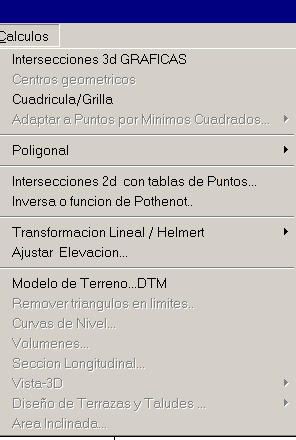 Calculos
Intersecciones 3d GRAFICAS
Centros geometricos
Cuadricula/Grilla
Adaptar a Puntos por Minimos Cuadrados...
Poligonal
Intersecciones 2d con tablas de Puntos...
Inversa o funcion de Pothenot..
Transformacion Lineal / Helmert
Ajustar Elevacion...
Modelo de Terreno...DTM
Remover triangulos en limites..
Curvas de Nivel...
Volumenes...
Seccion Longitudinal...
Vista-3D
Diseño de Terrazas y Taludes ...
Area Inclinada...